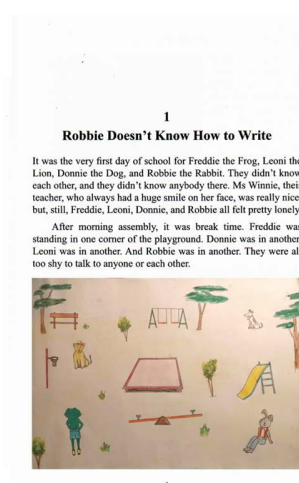 1
Robbie Doesn't Know How to Write
It was the very first day of school for Freddie the Frog, Leoni the
Lion, Donnie the Dog, and Robbie the Rabbit. They didn't know
each other, and they didn't know anybody there. Ms Winnie, thei
teacher, who always had a huge smile on her face, was really nice
but, still, Freddie, Leoni, Donnie, and Robbie all felt pretty lonely
After morning assembly, it was break time. Freddie was
standing in one corner of the playground. Donnie was in another
Leoni was in another. And Robbie was in another. They were al
too shy to talk to anyone or each other.